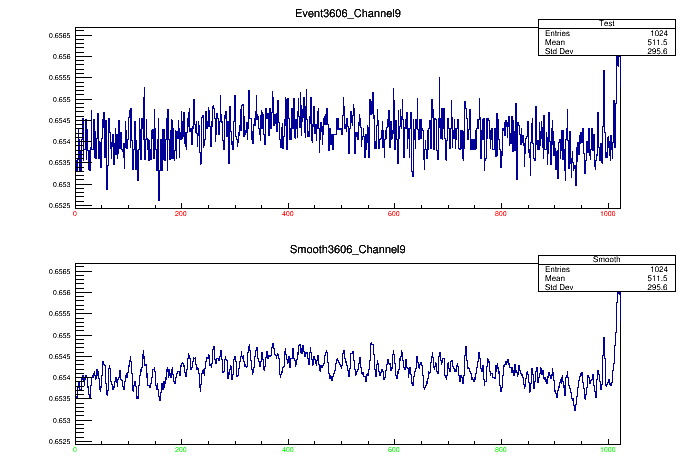 Event3606_Channel9
Test
Entries 1024
Mean 511.5
Std Dev 295.6
0.6565
0.656
0.6555
0.655
0.6545
0.654
0.6535
0.653
0.6525
0 200 400 600 800 1000
Smooth3606_Channel9
Smooth
Entries 1024
Mean 511.5
Std Dev 295.6
0.6565
0.656
0.6555
0.655
0.6545
0.654
0.6535
0.653
0.6525
0 200 400 600 800 1000